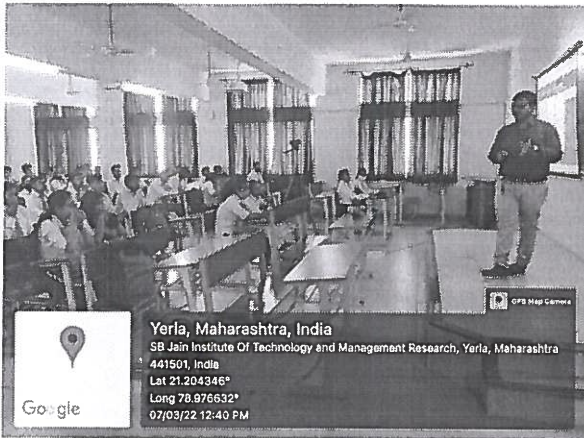 GPS Map Camera
Yerla, Maharashtra, India
SB Jain Institute Of Technology and Management Research, Yerla, Maharashtra
441501, India
Lat 21.204346°
Long 78.976632°
07/03/22 12:40 PM
Google